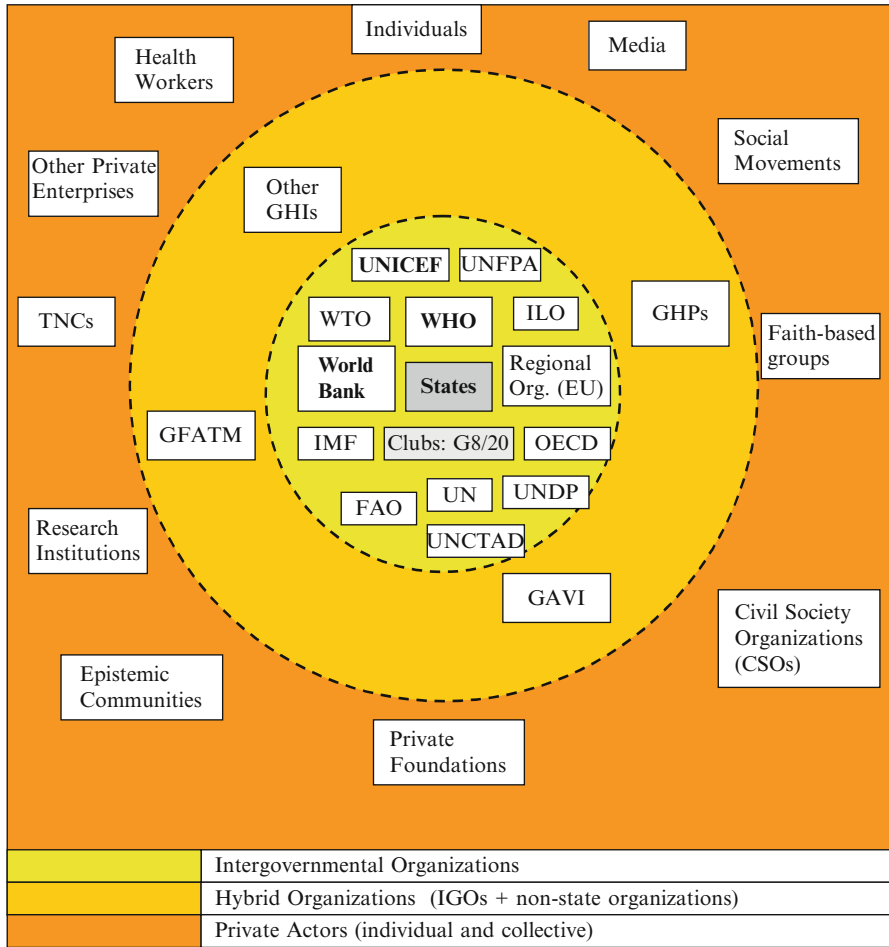 Individuals
Media
Health
Workers
Social
Movements
Other Private
Enterprises
Other
GHIs
UNICEF
UNFPA
TNCs
WTO
WHO
ILO
GHPs
Faith-based
groups
World
Bank
States
Regional
Org. (EU)
GFATM
IMF
Clubs: G8/20
OECD
FAO
UN
UNDP
Research
Institutions
UNCTAD
GAVI
Civil Society
Organizations
(CSOs)
Epistemic
Communities
Private
Foundations
Intergovernmental Organizations
Hybrid Organizations (IGOs + non-state organizations)
Private Actors (individual and collective)